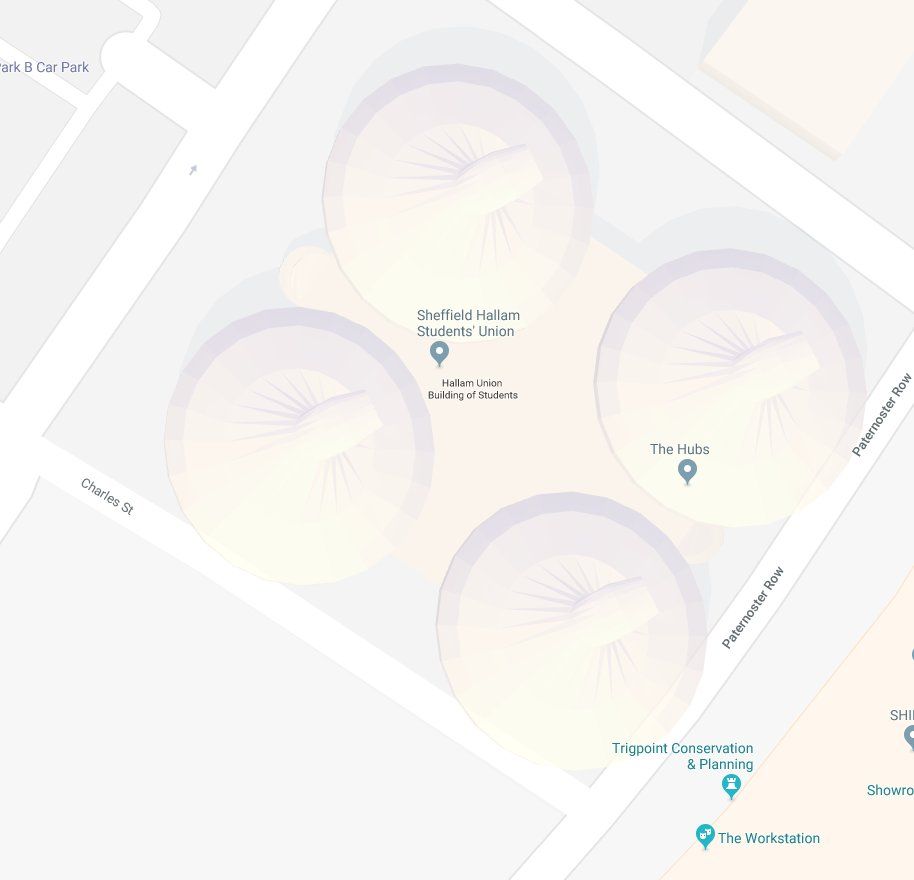 ark B Car Park
Sheffield Hallam
Students' Union
Hallam Union
Building of Students
Paternoster Row
The Hubs
Charles St
Paternoster Row
SHI
Trigpoint Conservation
& Planning
Showro
The Workstation